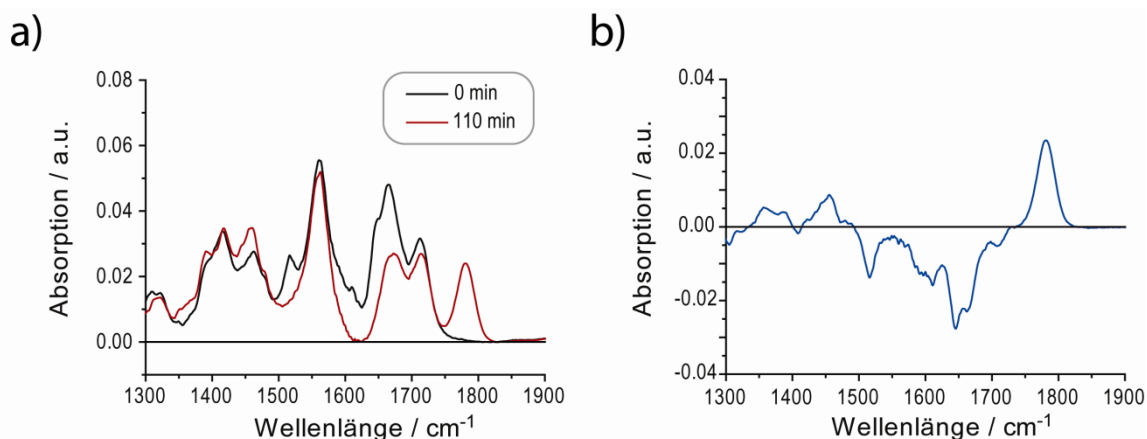 a)
0.08
0.06
0.04
0.02
0.00
Absorption / a.u.
0 min
110 min
1300 1400 1500 1600 1700 1800 1900
Wellenlänge / cm⁻¹
b)
0.04
0.02
0.00
-0.02
-0.04
Absorption / a.u.
1300 1400 1500 1600 1700 1800 1900
Wellenlänge / cm⁻¹